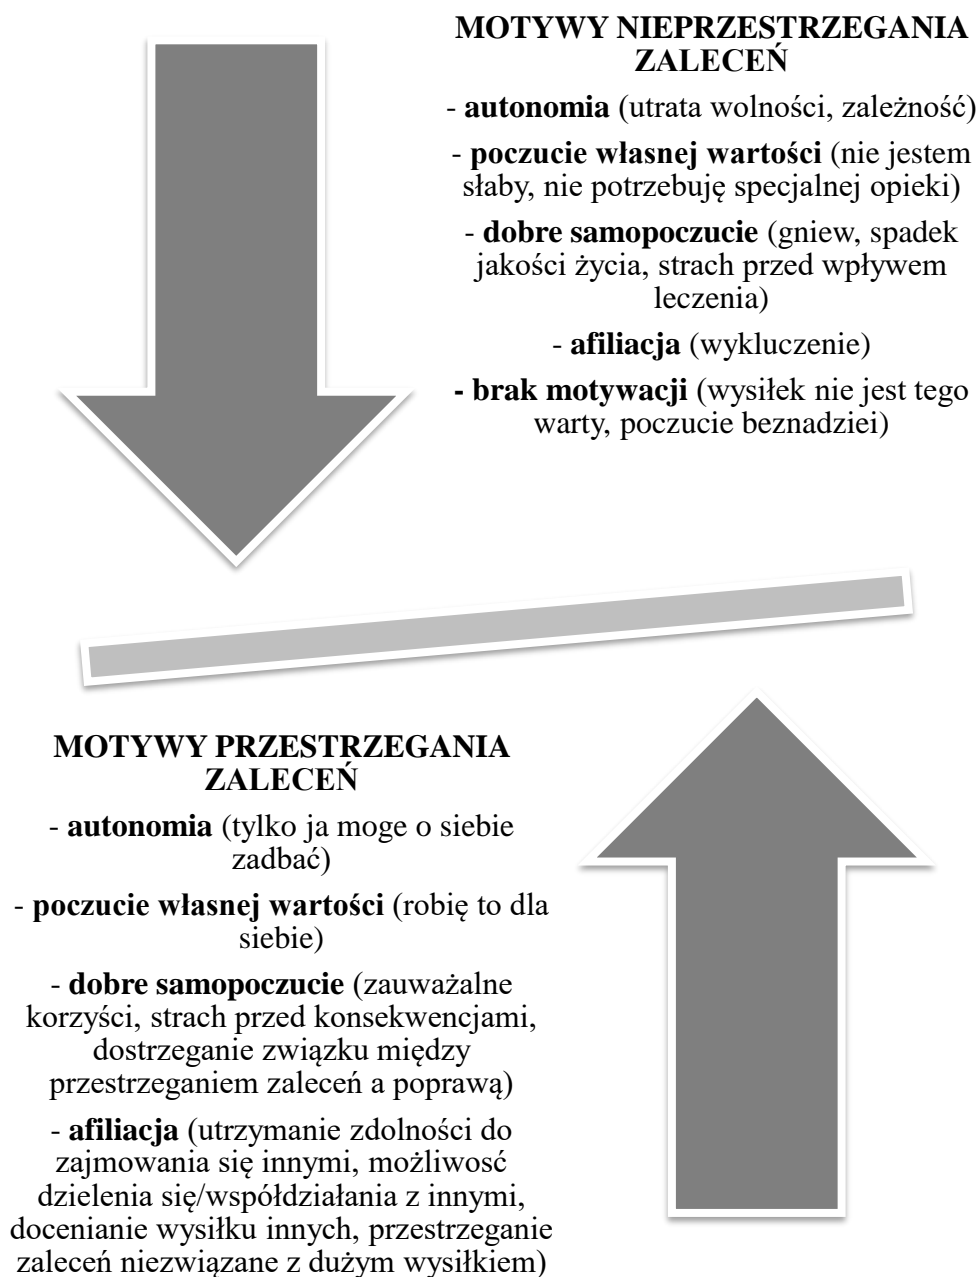 MOTYWY NIEPRZESTRZEGANIA
ZALECEŃ
- autonomia (utrata wolności, zależność)
- poczucie własnej wartości (nie jestem
słaby, nie potrzebuję specjalnej opieki)
- dobre samopoczucie (gniew, spadek
jakości życia, strach przed wpływem
leczenia)
- afiliacja (wykluczenie)
- brak motywacji (wysiłek nie jest tego
warty, poczucie beznadziei)
MOTYWY PRZESTRZEGANIA
ZALECEŃ
- autonomia (tylko ja moge o siebie
zadbać)
- poczucie własnej wartości (robię to dla
siebie)
- dobre samopoczucie (zauważalne
korzyści, strach przed konsekwencjami,
dostrzeganie związku między
przestrzeganiem zaleceń a poprawą)
- afiliacja (utrzymanie zdolności do
zajmowania się innymi, możliwosć
dzielenia się/współdziałania z innymi,
docenianie wysiłku innych, przestrzeganie
zaleceń niezwiązane z dużym wysiłkiem)